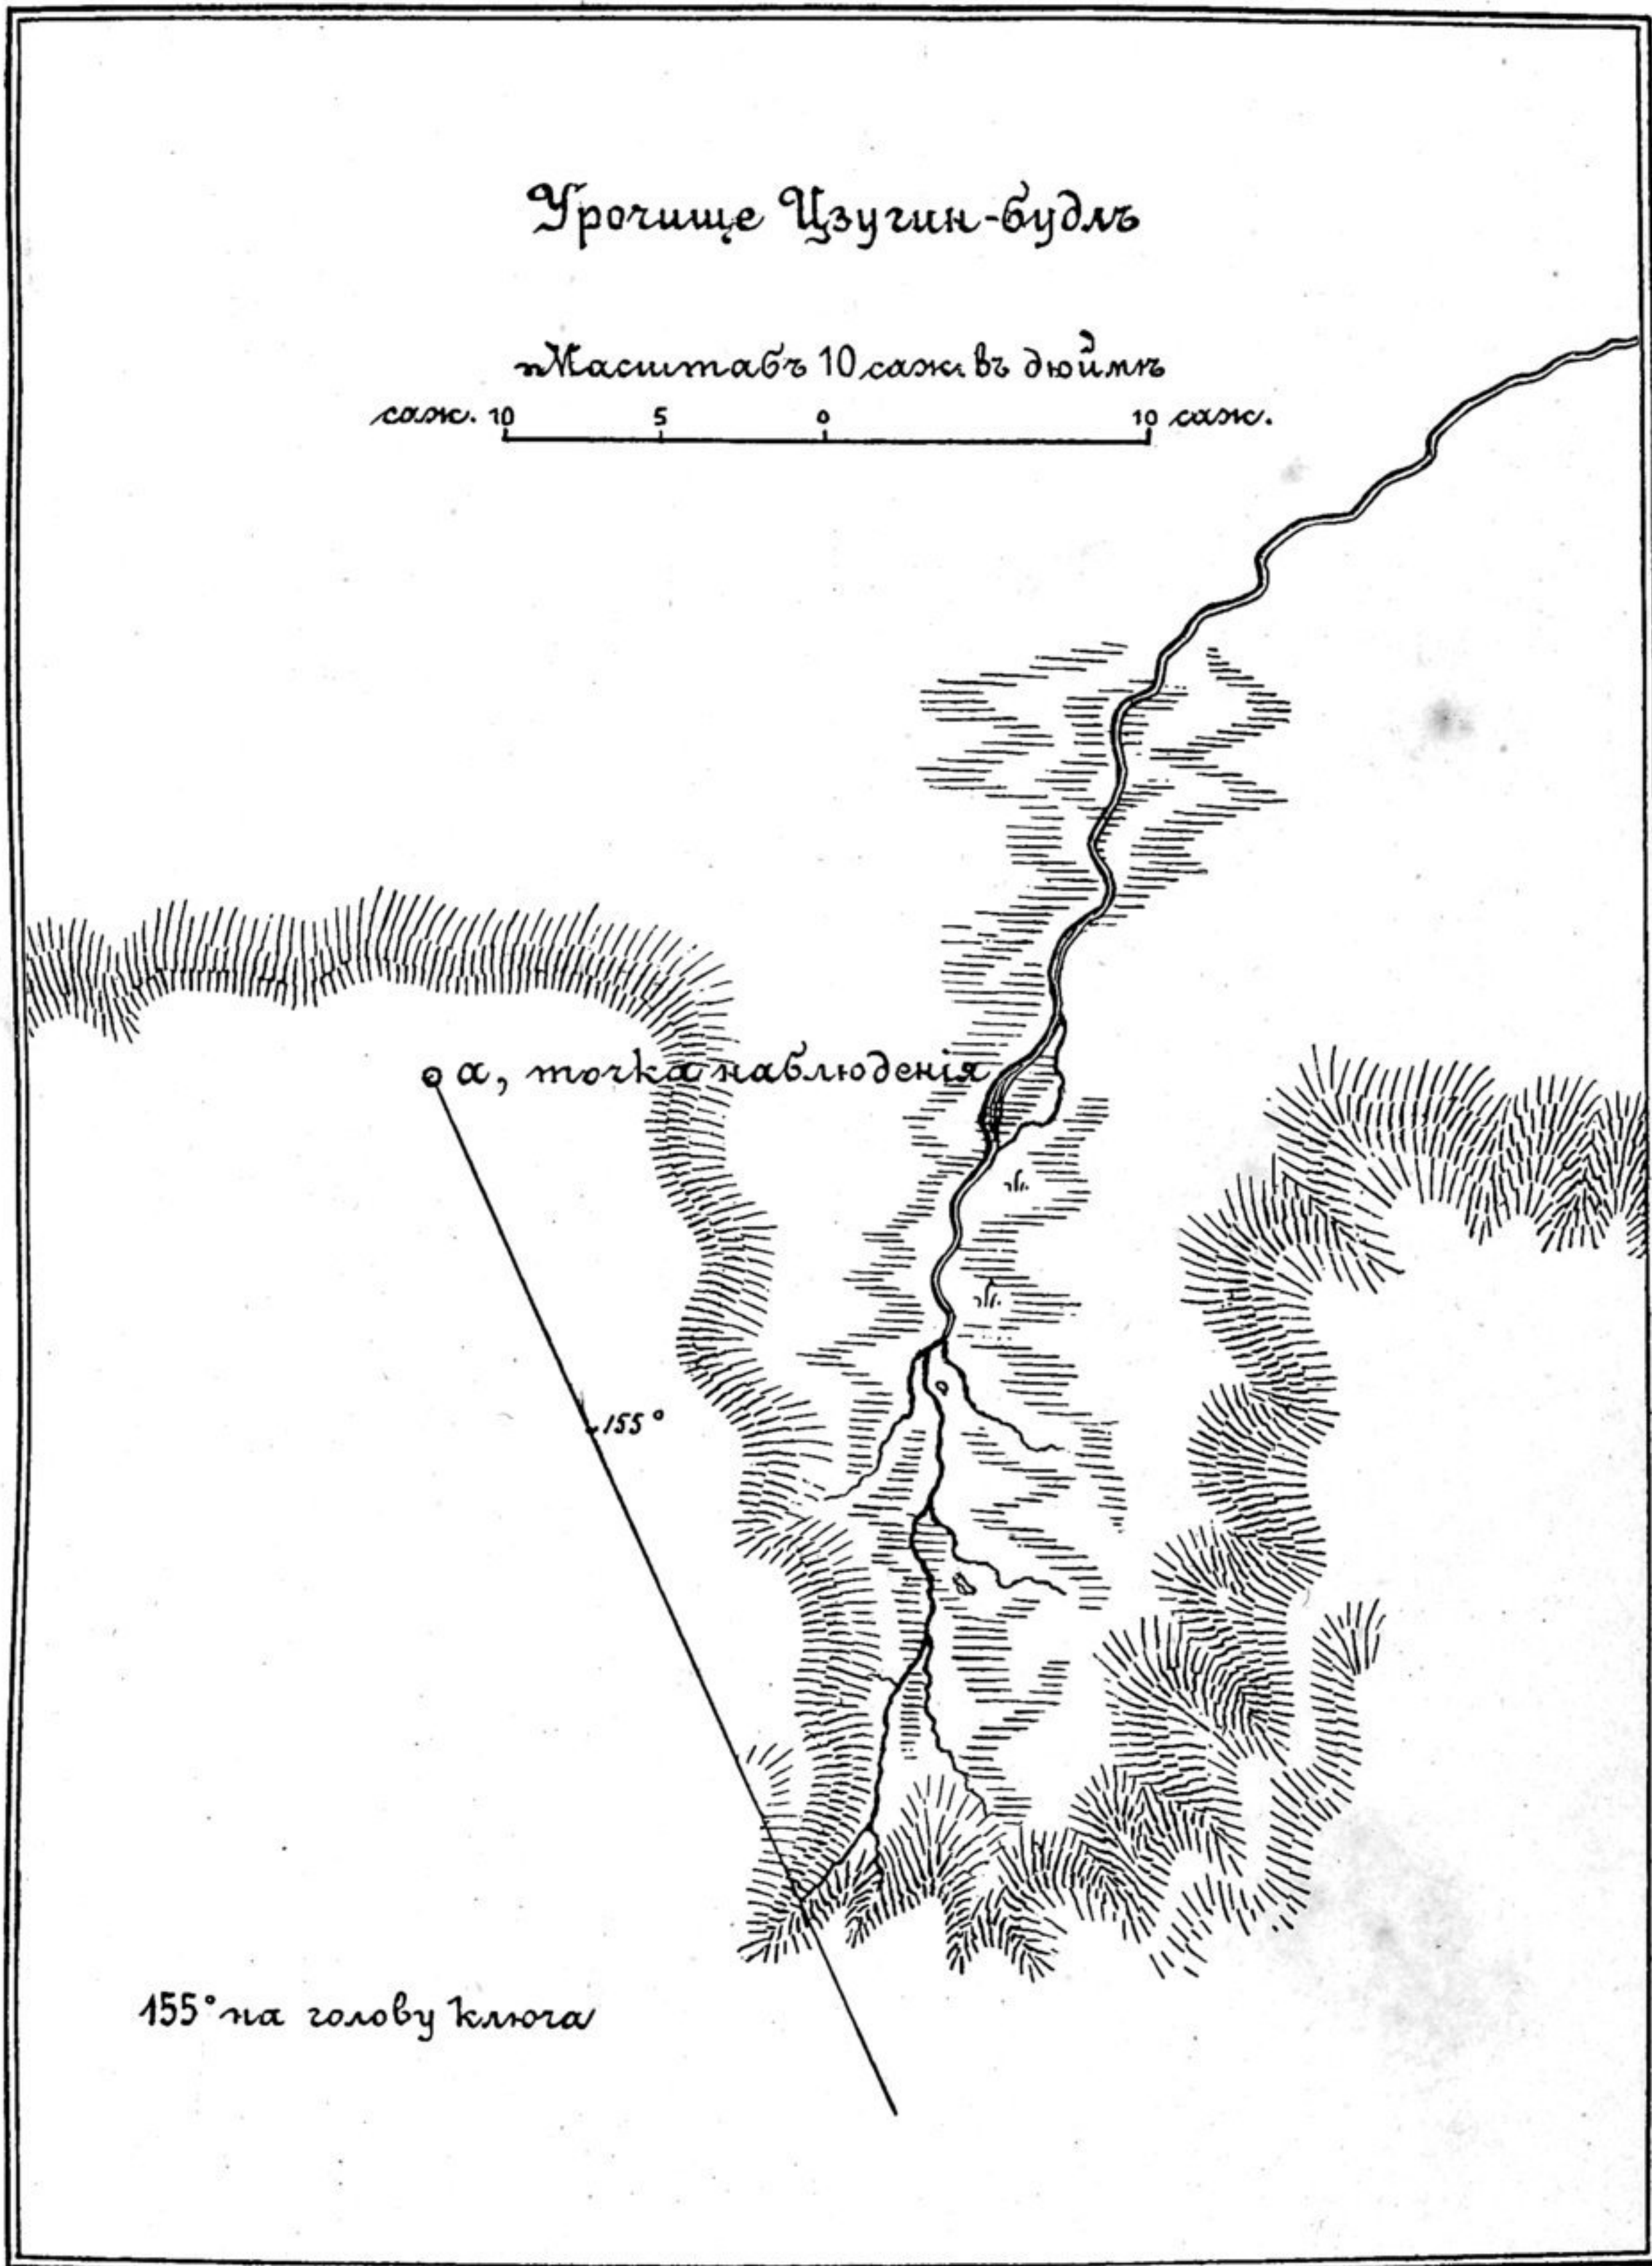 Урочище Цзугин-будлъ
Масштабъ 10 саж. въ дюймѣ
саж. 10 5 0 10 саж.
а, точка наблюденія
155°
155° на голову ключа